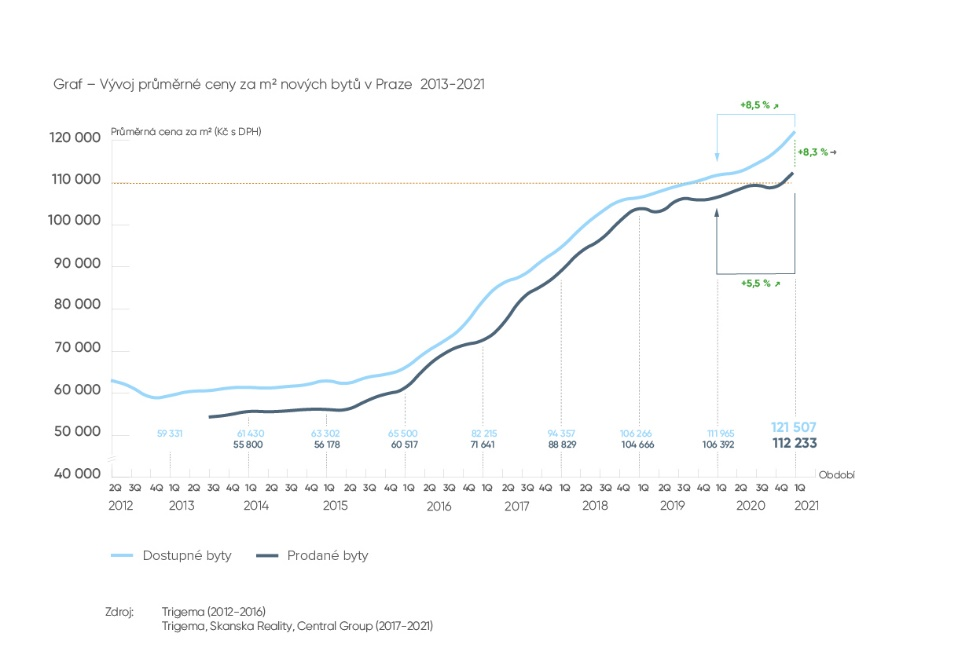 Graf – Vývoj průměrné ceny za m² nových bytů v Praze 2013-2021
+8,5 % ↗
120 000
Průměrná cena za m² (Kč s DPH)
+8,3 % →
110 000
100 000
90 000
+5,5 % ↗
80 000
70 000
60 000
50 000
59 331 61 430 63 302 65 500 82 215 94 357 106 266 111 965 121 507
55 800 56 178 60 517 71 641 88 829 104 666 106 392 112 233
40 000
Období
2Q 3Q 4Q 1Q 2Q 3Q 4Q 1Q 2Q 3Q 4Q 1Q 2Q 3Q 4Q 1Q 2Q 3Q 4Q 1Q 2Q 3Q 4Q 1Q 2Q 3Q 4Q 1Q 2Q 3Q 4Q 1Q 2Q 3Q 4Q 1Q
2012 2013 2014 2015 2016 2017 2018 2019 2020 2021
Dostupné byty Prodané byty
Zdroj: Trigema (2012-2016)
Trigema, Skanska Reality, Central Group (2017-2021)